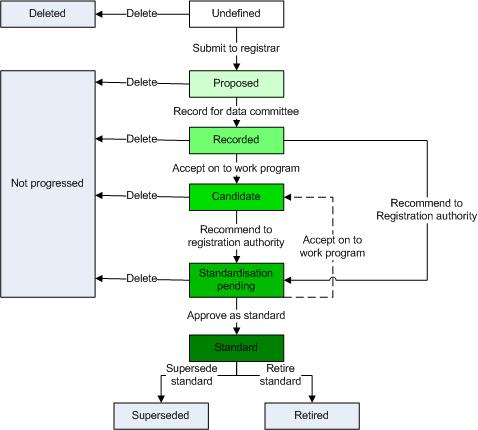 Deleted
Delete
Undefined
Submit to registrar
Delete
Proposed
Record for data committee
Delete
Recorded
Accept on to work program
Not progressed
Delete
Candidate
Recommend to
Registration authority
Recommend to
registration authority
Accept on to
work program
Delete
Standardisation
pending
Approve as standard
Standard
Supersede
standard
Retire
standard
Superseded
Retired